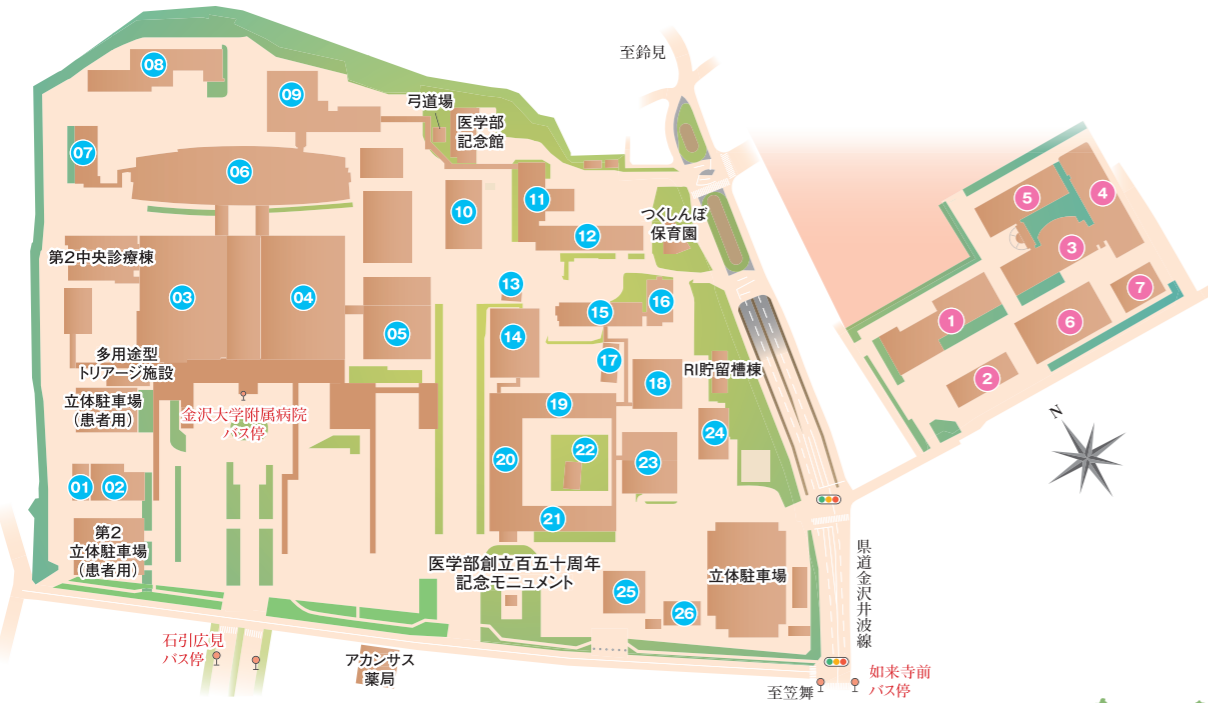 至鈴見
08
09
弓道場
医学部
記念館
07
06
11
10
12
つくしんぼ
保育園
5
4
3
7
1
6
2
第2中央診療棟
03
04
05
13
14
15
16
17
18
RI貯留槽棟
多用途型
トリアージ施設
立体駐車場
(患者用)
金沢大学附属病院
バス停
19
20
22
23
24
21
N
01
02
第2
立体駐車場
(患者用)
医学部創立百五十周年
記念モニュメント
25
26
立体駐車場
県道金沢井波線
石引広見
バス停
アカンサス
薬局
至笠舞
如来寺前
バス停